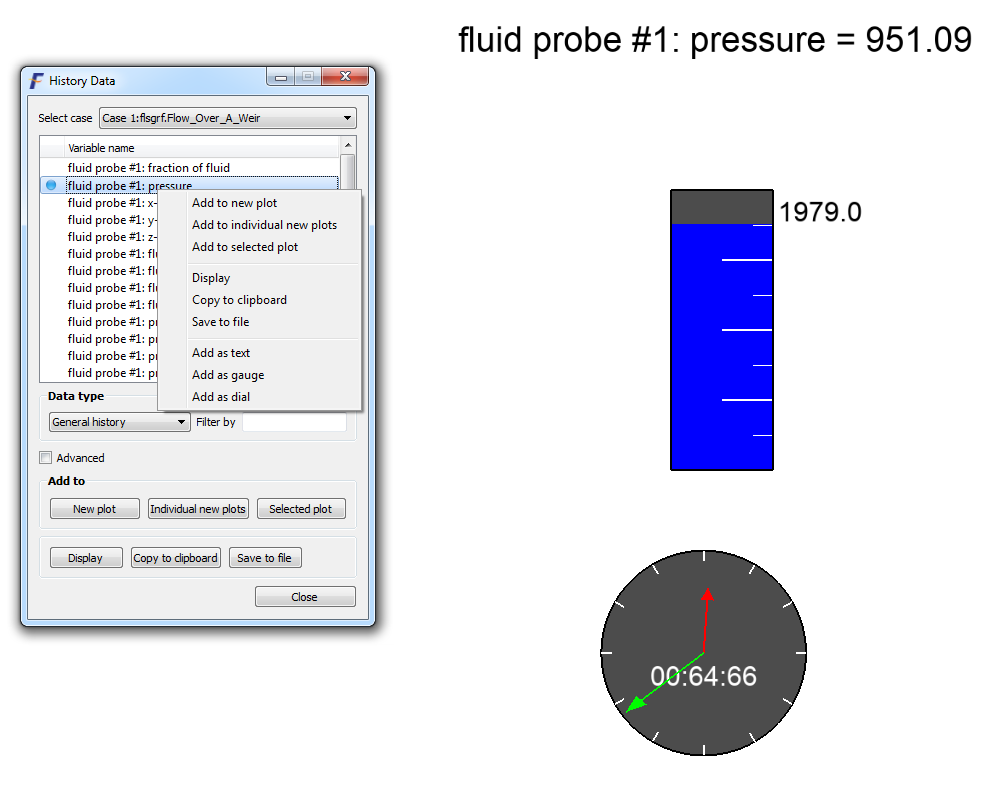 fluid probe #1: pressure = 951.09
History Data
Select case Case 1:flsgrf.Flow_Over_A_Weir
Variable name
fluid probe #1: fraction of fluid
fluid probe #1: pressure
fluid probe #1: x-
fluid probe #1: y-
fluid probe #1: z-
fluid probe #1: flu
fluid probe #1: flu
fluid probe #1: flu
fluid probe #1: flu
fluid probe #1: pr
fluid probe #1: pr
fluid probe #1: pr
fluid probe #1: pr
Add to new plot
Add to individual new plots
Add to selected plot
Display
Copy to clipboard
Save to file
Add as text
Add as gauge
Add as dial
Data type
General history Filter by
Advanced
Add to
New plot Individual new plots Selected plot
Display Copy to clipboard Save to file
Close
1979.0
00:64:66